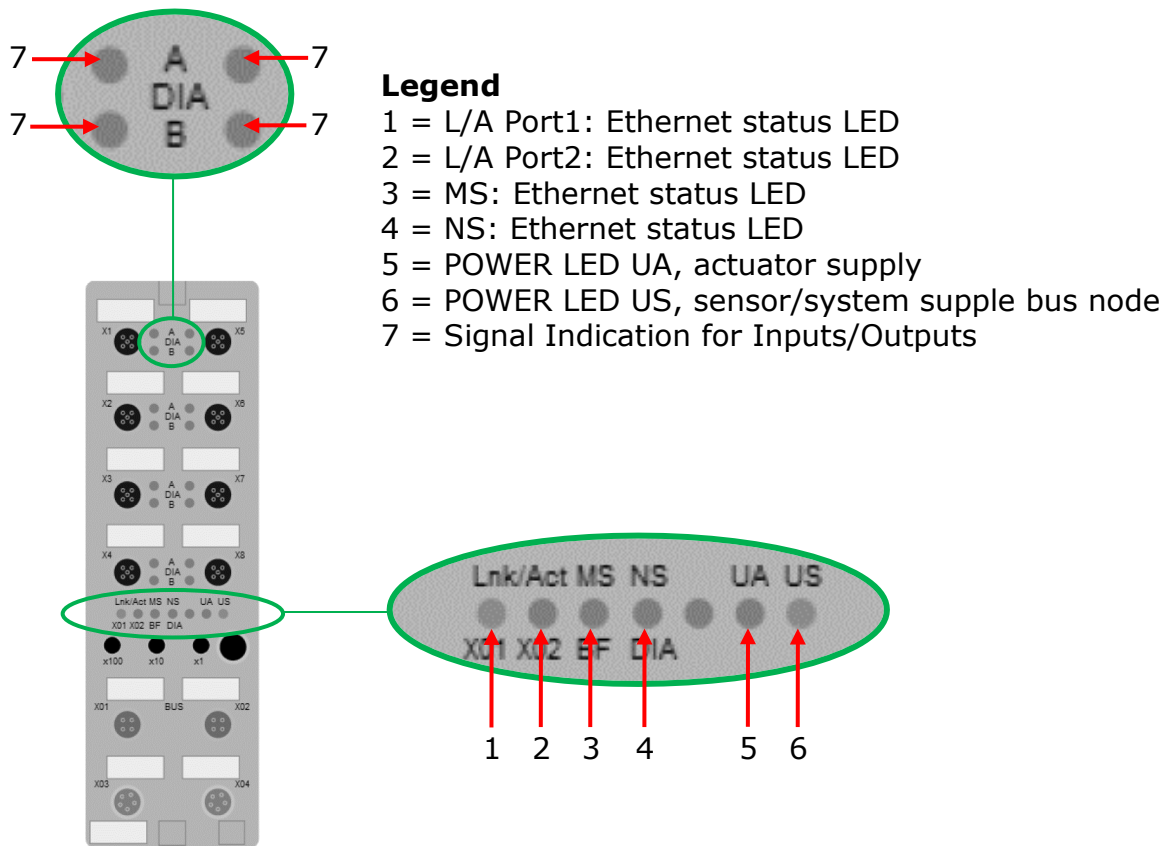 7
A
7
DIA
7
B
7
Legend
1 = L/A Port1: Ethernet status LED
2 = L/A Port2: Ethernet status LED
3 = MS: Ethernet status LED
4 = NS: Ethernet status LED
5 = POWER LED UA, actuator supply
6 = POWER LED US, sensor/system supple bus node
7 = Signal Indication for Inputs/Outputs
X1 A X5
DIA
B
X2 A X6
DIA
B
X3 A X7
DIA
B
X4 A X8
DIA
B
Lnk/Act MS NS UA US
X01 X02 BF DIA
x100 x10 x1
X01 BUS X02
X03 X04
Lnk/Act MS NS UA US
X01 X02 BF DIA
1 2 3 4 5 6